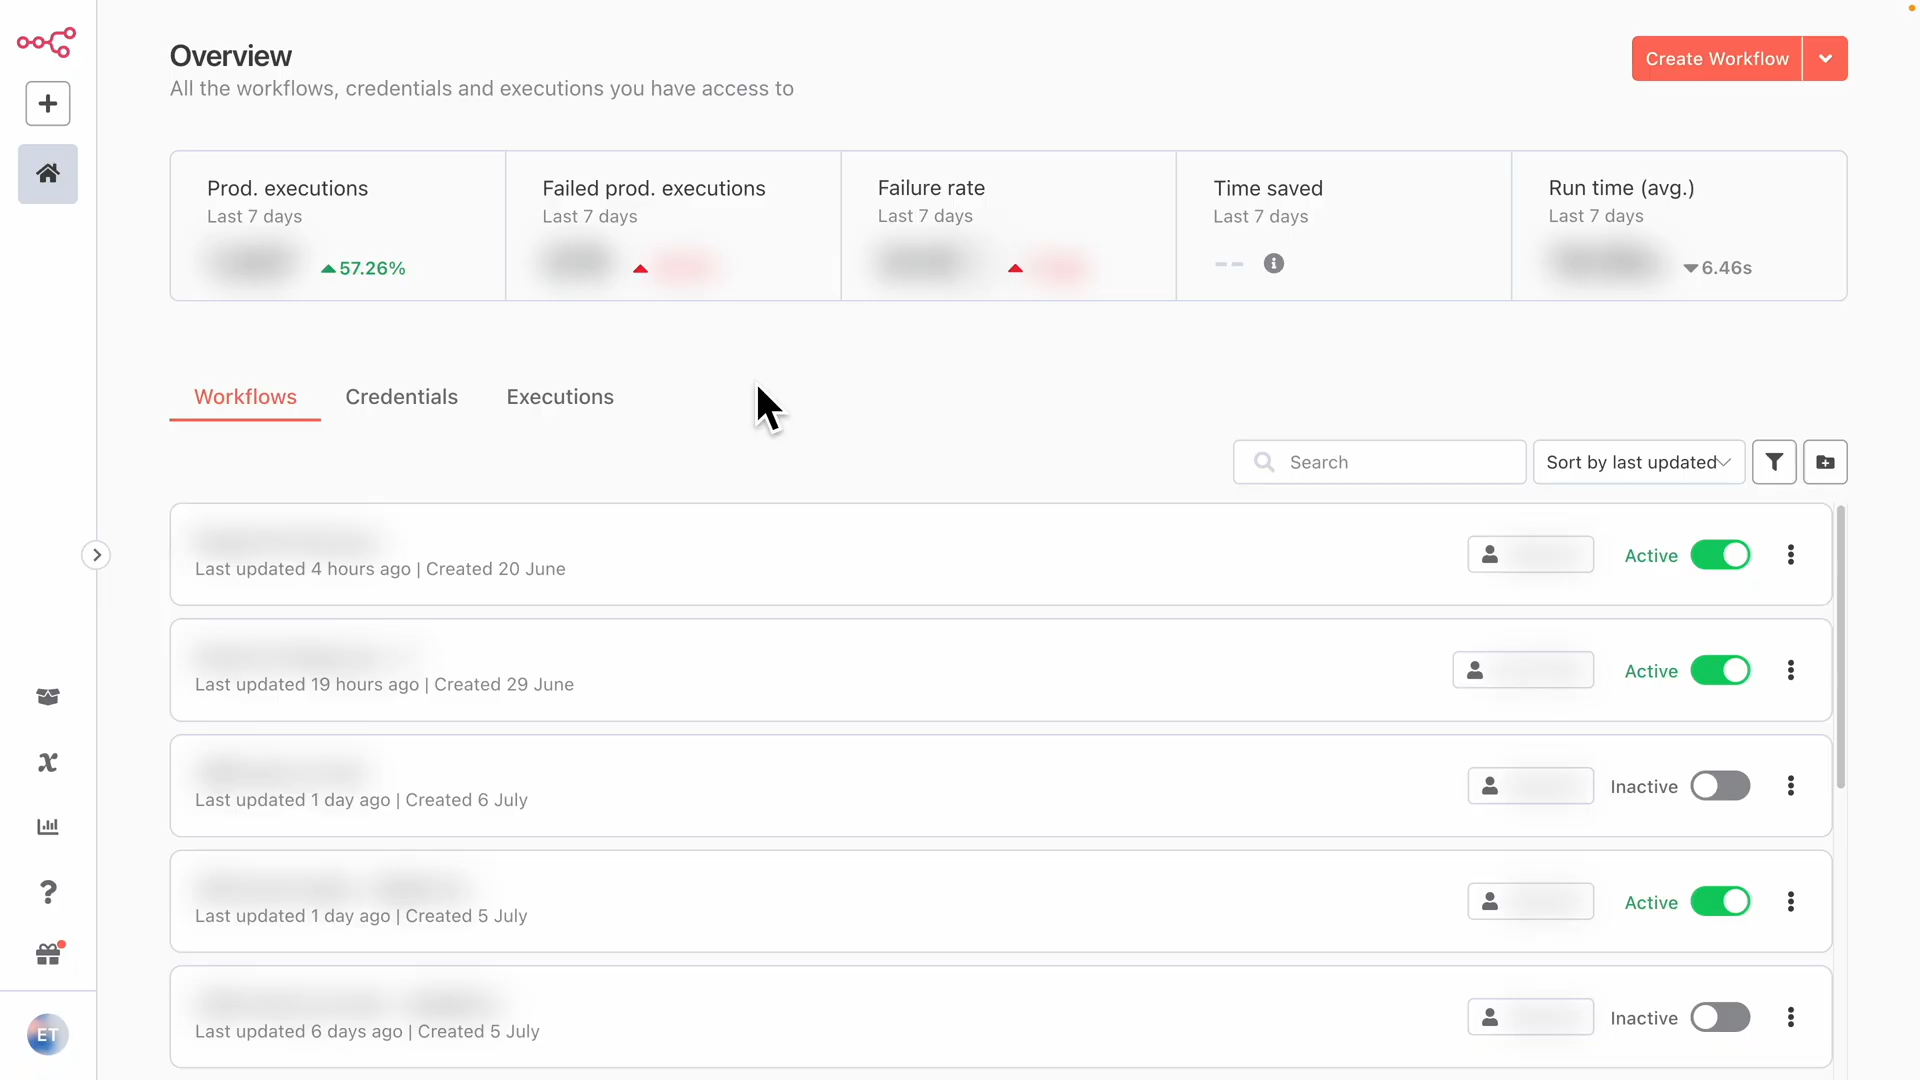 Overview
All the workflows, credentials and executions you have access to
Create Workflow
Prod. executions
Last 7 days
57.26%
Failed prod. executions
Last 7 days
Failure rate
Last 7 days
Time saved
Last 7 days
--
Run time (avg.)
Last 7 days
6.46s
Workflows
Credentials
Executions
Search
Sort by last updated
Last updated 4 hours ago | Created 20 June
Active
Last updated 19 hours ago | Created 29 June
Active
Last updated 1 day ago | Created 6 July
Inactive
Last updated 1 day ago | Created 5 July
Active
Last updated 6 days ago | Created 5 July
Inactive
ET